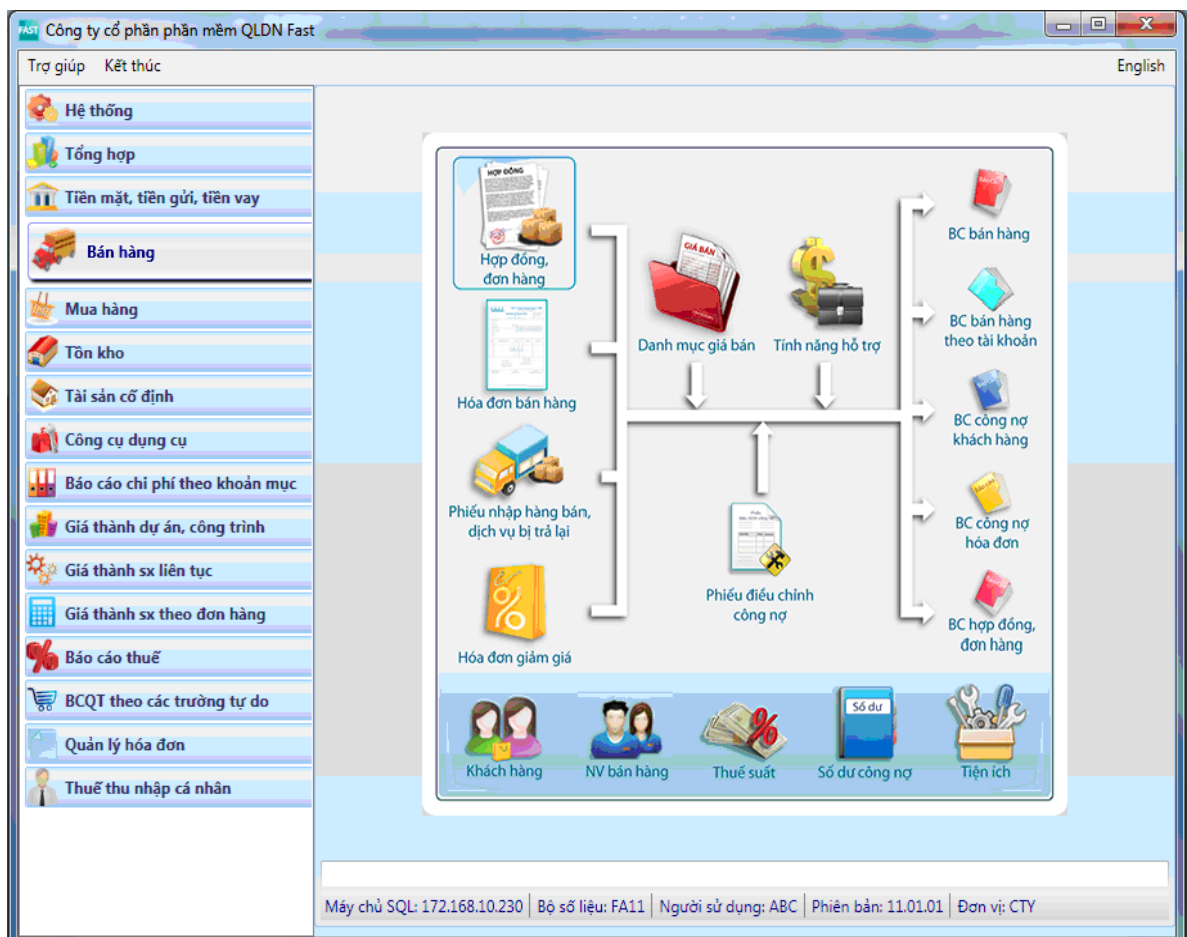 FAST Công ty cổ phần phần mềm QLDN Fast
Trợ giúp Kết thúc English
Hệ thống
Tổng hợp
Tiền mặt, tiền gửi, tiền vay
Bán hàng
Mua hàng
Tồn kho
Tài sản cố định
Công cụ dụng cụ
Báo cáo chi phí theo khoản mục
Giá thành dự án, công trình
Giá thành sx liên tục
Giá thành sx theo đơn hàng
Báo cáo thuế
BCQT theo các trường tự do
Quản lý hóa đơn
Thuế thu nhập cá nhân
HỢP ĐỒNG
Hợp đồng,
đơn hàng
Hóa đơn bán hàng
Phiếu nhập hàng bán,
dịch vụ bị trả lại
Hóa đơn giảm giá
GIÁ BÁN
Danh mục giá bán
Tính năng hỗ trợ
Phiếu điều chỉnh
công nợ
BC bán hàng
BC bán hàng
theo tài khoản
BC công nợ
khách hàng
BC công nợ
hóa đơn
BC hợp đồng,
đơn hàng
Khách hàng
NV bán hàng
Thuế suất
Số dư
Số dư công nợ
Tiện ích
Máy chủ SQL: 172.168.10.230 Bộ số liệu: FA11 Người sử dụng: ABC Phiên bản: 11.01.01 Đơn vị: CTY